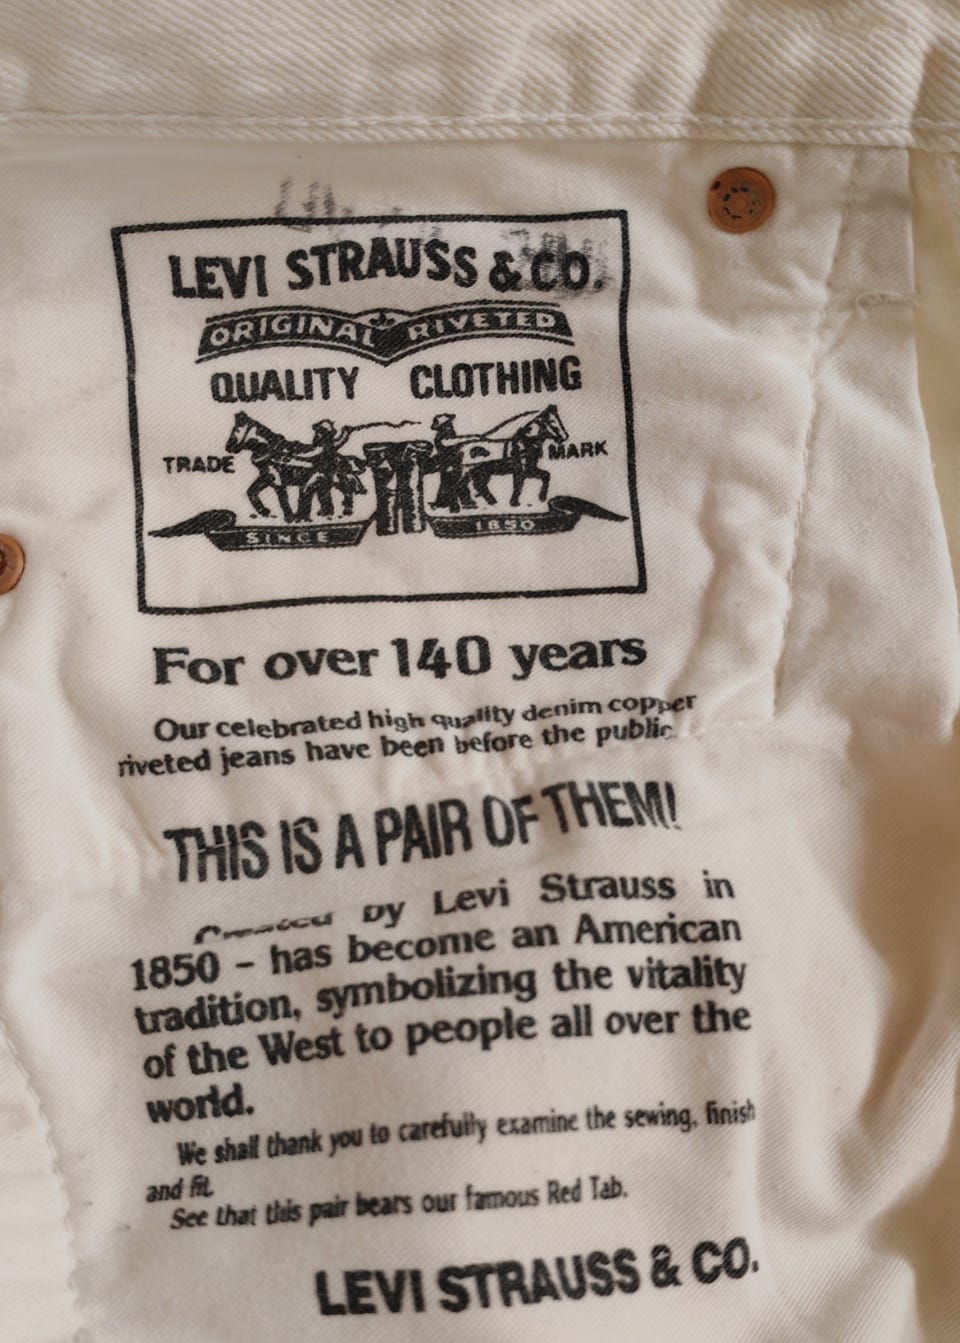 LEVI STRAUSS & CO.
ORIGINAL RIVETED
QUALITY CLOTHING
TRADE MARK
SINCE 1850
For over 140 years
Our celebrated high quality denim copper
riveted jeans have been before the public.
THIS IS A PAIR OF THEM!
Created by Levi Strauss in
1850 – has become an American
tradition, symbolizing the vitality
of the West to people all over the
world.
We shall thank you to carefully examine the sewing, finish
and fit.
See that this pair bears our famous Red Tab.
LEVI STRAUSS & CO.